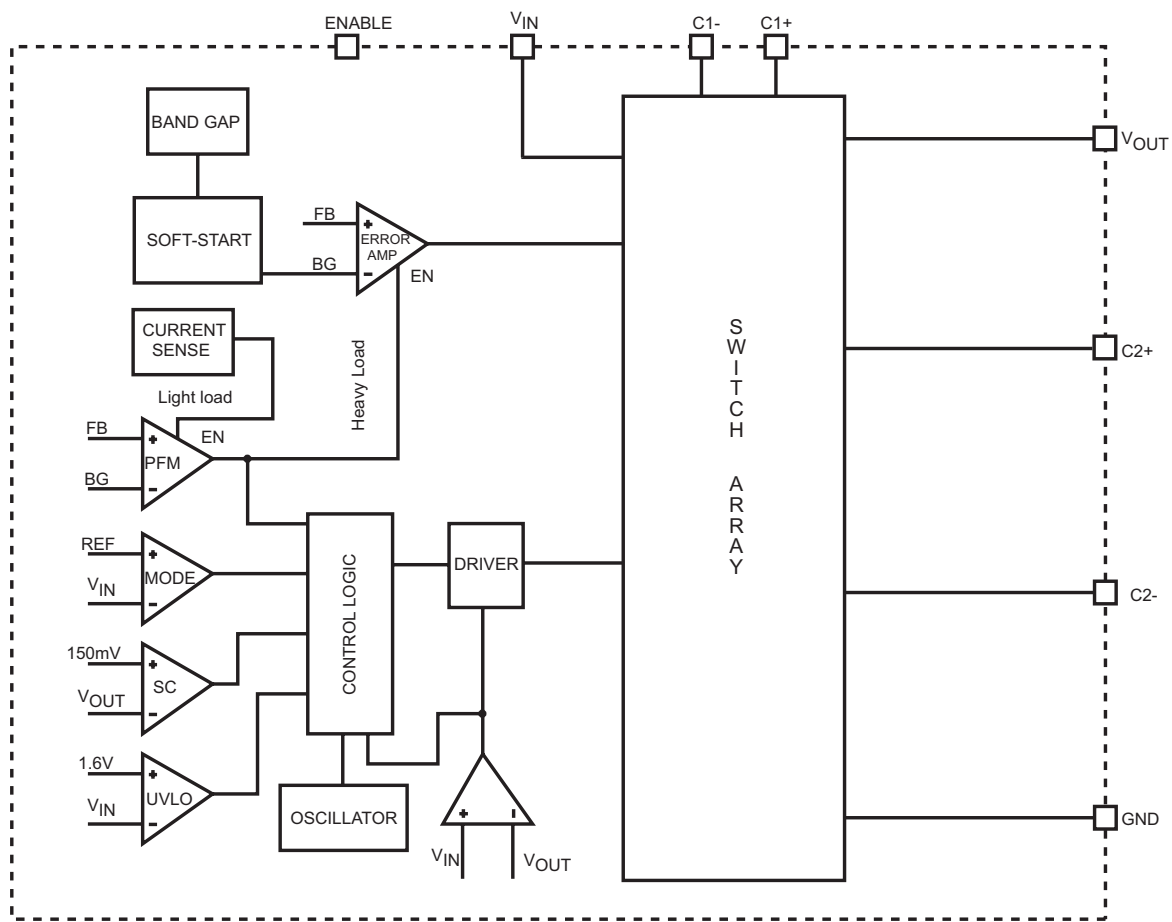 ENABLE
VIN
C1-
C1+
BAND GAP
VOUT
SOFT-START
FB
+
ERROR
AMP
BG
-
EN
CURRENT
SENSE
Light load
Heavy Load
SWITCH ARRAY
C2+
FB
+
EN
PFM
BG
-
REF
+
MODE
VIN
-
CONTROL LOGIC
DRIVER
C2-
150mV
+
SC
VOUT
-
1.6V
+
UVLO
VIN
-
OSCILLATOR
+
-
VIN
VOUT
GND